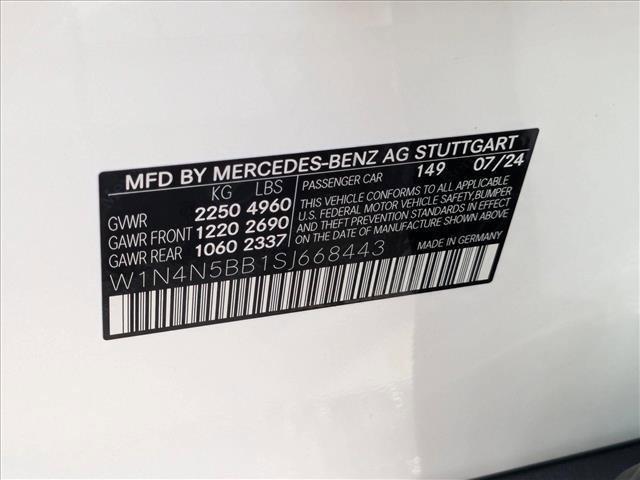 MFD BY MERCEDES-BENZ AG STUTTGART
KG LBS
GVWR 2250 4960
GAWR FRONT 1220 2690
GAWR REAR 1060 2337
PASSENGER CAR 149 07/24
THIS VEHICLE CONFORMS TO ALL APPLICABLE
U.S. FEDERAL MOTOR VEHICLE SAFETY, BUMPER
AND THEFT PREVENTION STANDARDS IN EFFECT
ON THE DATE OF MANUFACTURE SHOWN ABOVE.
W1N4N5BB1SJ668443
MADE IN GERMANY